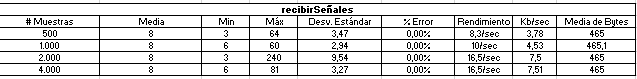 recibirSeñales
# Muestras Media Min Máx Desv. Estándar % Error Rendimiento Kb/sec Media de Bytes
500 8 3 64 3,47 0,00% 8,3/sec 3,78 465
1.000 8 6 60 2,94 0,00% 10/sec 4,53 465,1
2.000 8 3 240 9,54 0,00% 16,5/sec 7,5 465
4.000 8 6 81 3,27 0,00% 16,5/sec 7,51 465